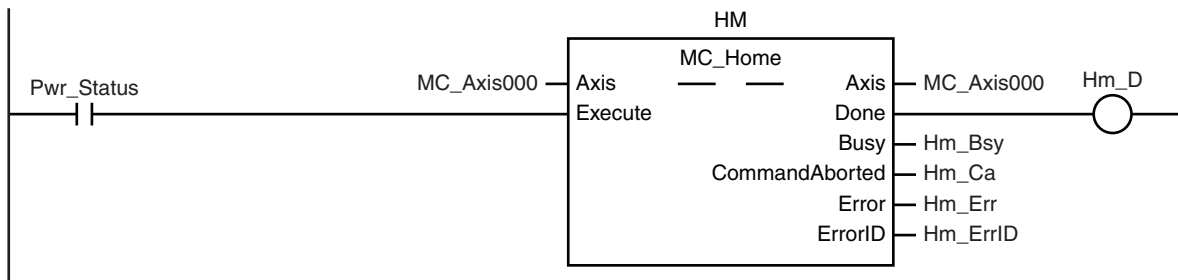 HM
MC_Home
MC_Axis000 Axis Axis MC_Axis000 Hm_D
Pwr_Status
Execute Done
Busy Hm_Bsy
CommandAborted Hm_Ca
Error Hm_Err
ErrorID Hm_ErrID